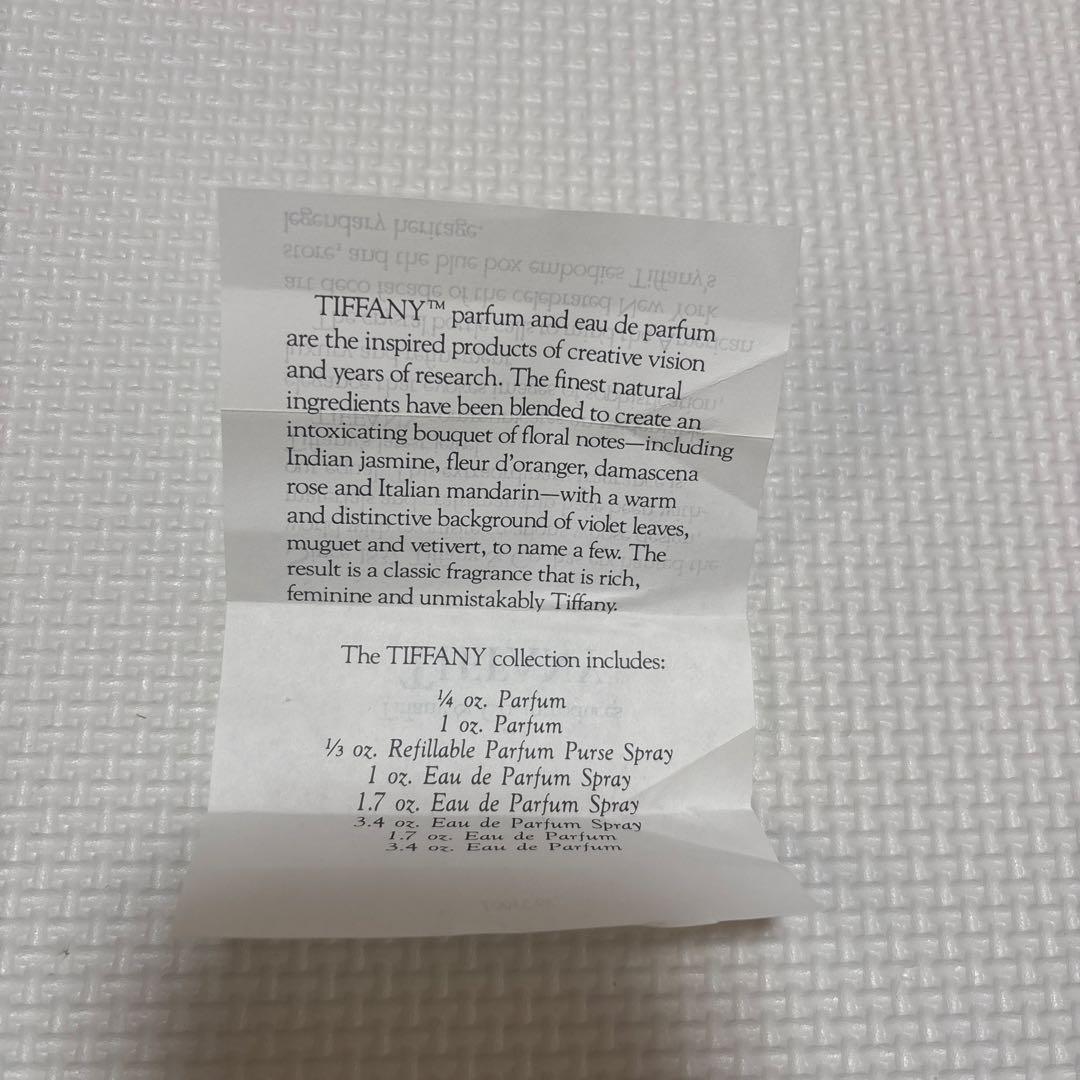 TIFFANY™ parfum and eau de parfum
are the inspired products of creative vision
and years of research. The finest natural
ingredients have been blended to create an
intoxicating bouquet of floral notes—including
Indian jasmine, fleur d'oranger, damascena
rose and Italian mandarin—with a warm
and distinctive background of violet leaves,
muguet and vetivert, to name a few. The
result is a classic fragrance that is rich,
feminine and unmistakably Tiffany.
The TIFFANY collection includes:
¼ oz. Parfum
1 oz. Parfum
⅓ oz. Refillable Parfum Purse Spray
1 oz. Eau de Parfum Spray
1.7 oz. Eau de Parfum Spray
3.4 oz. Eau de Parfum Spray
1.7 oz. Eau de Parfum
3.4 oz. Eau de Parfum